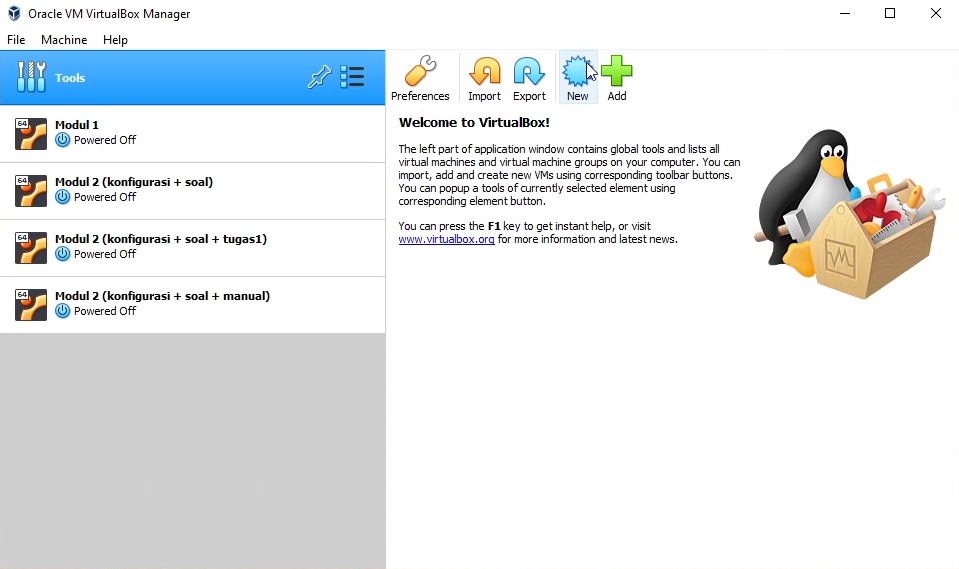 Oracle VM VirtualBox Manager
File Machine Help
Tools
Preferences Import Export New Add
64 Modul 1
Powered Off
64 Modul 2 (konfigurasi + soal)
Powered Off
64 Modul 2 (konfigurasi + soal + tugas1)
Powered Off
64 Modul 2 (konfigurasi + soal + manual)
Powered Off
Welcome to VirtualBox!
The left part of application window contains global tools and lists all
virtual machines and virtual machine groups on your computer. You can
import, add and create new VMs using corresponding toolbar buttons.
You can popup a tools of currently selected element using
corresponding element button.
You can press the F1 key to get instant help, or visit
www.virtualbox.org for more information and latest news.